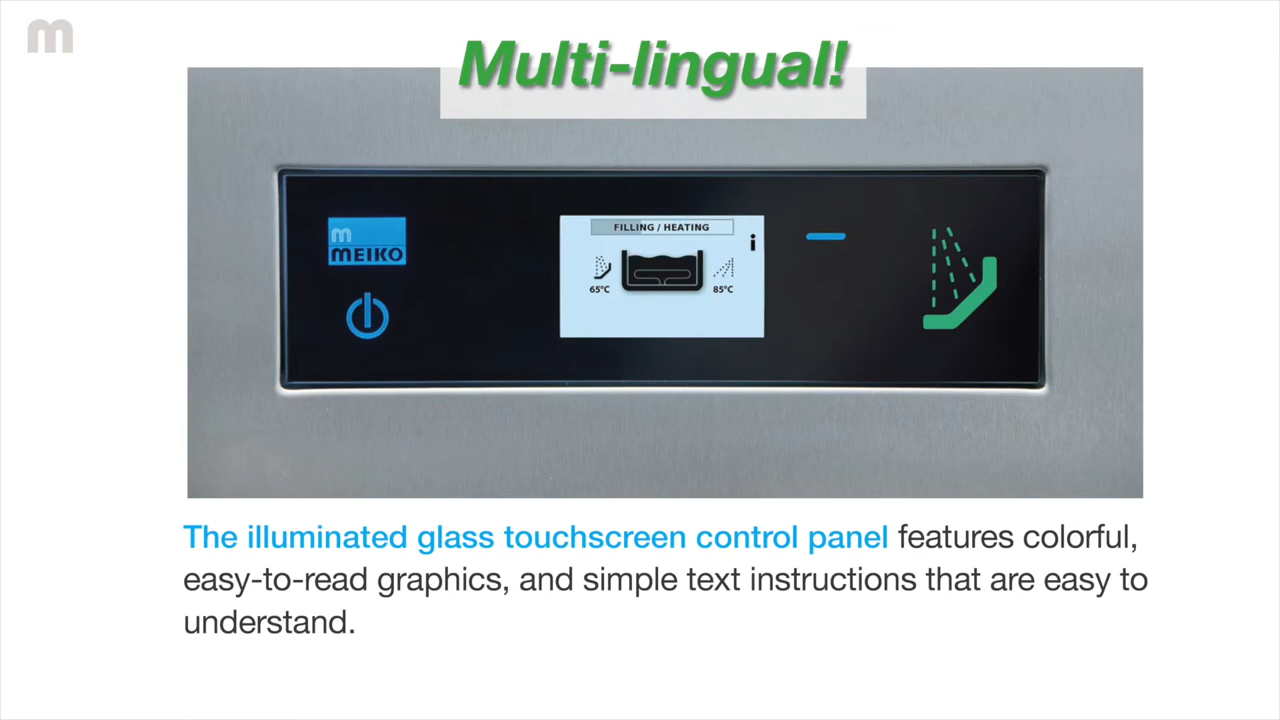 m
Multi-lingual!
m
MEIKO
FILLING / HEATING
i
65°C
85°C
The illuminated glass touchscreen control panel features colorful,
easy-to-read graphics, and simple text instructions that are easy to
understand.